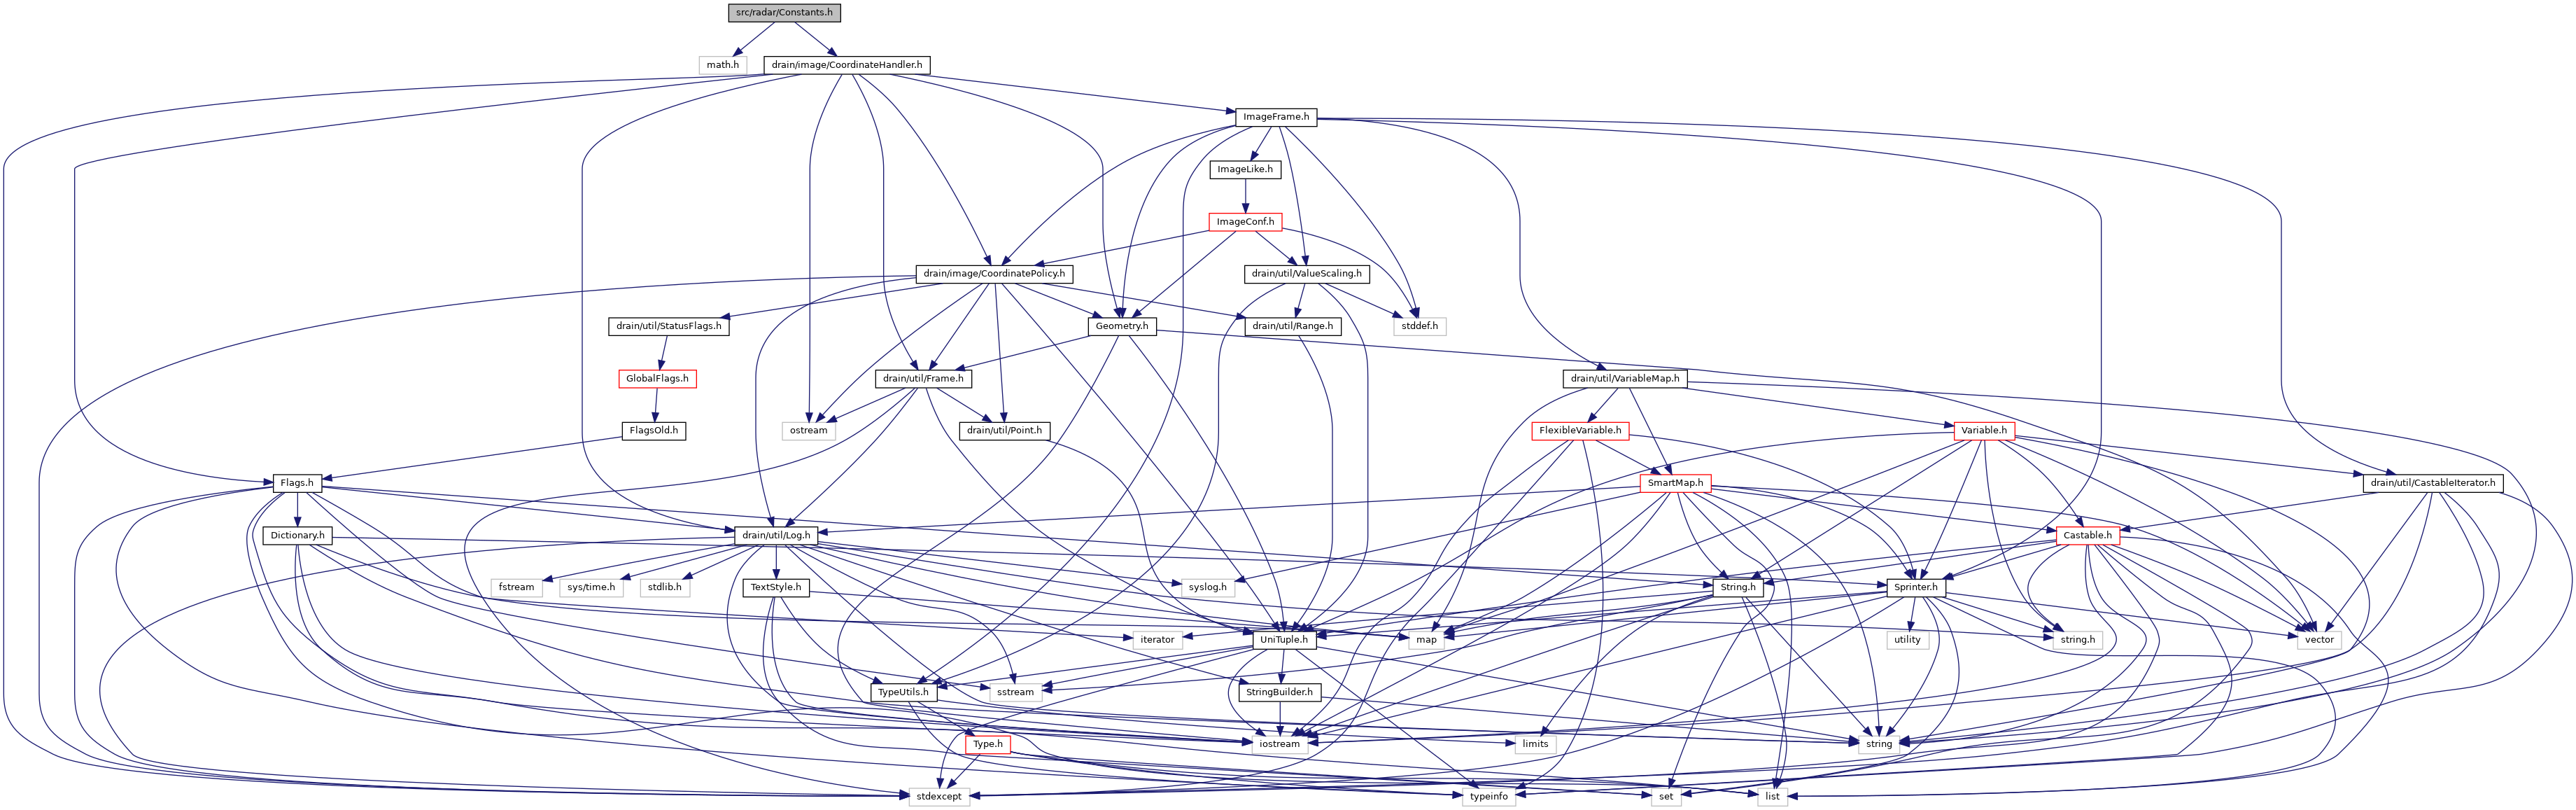 src/radar/Constants.h
math.h
drain/image/CoordinateHandler.h
ImageFrame.h
ImageLike.h
ImageConf.h
drain/image/CoordinatePolicy.h
drain/util/ValueScaling.h
drain/util/StatusFlags.h
Geometry.h
drain/util/Range.h
stddef.h
GlobalFlags.h
drain/util/Frame.h
drain/util/VariableMap.h
FlagsOld.h
ostream
drain/util/Point.h
FlexibleVariable.h
Variable.h
Flags.h
SmartMap.h
drain/util/CastableIterator.h
Dictionary.h
drain/util/Log.h
Castable.h
fstream
sys/time.h
stdlib.h
TextStyle.h
syslog.h
String.h
Sprinter.h
iterator
UniTuple.h
map
utility
string.h
vector
TypeUtils.h
sstream
StringBuilder.h
Type.h
iostream
limits
string
stdexcept
typeinfo
set
list